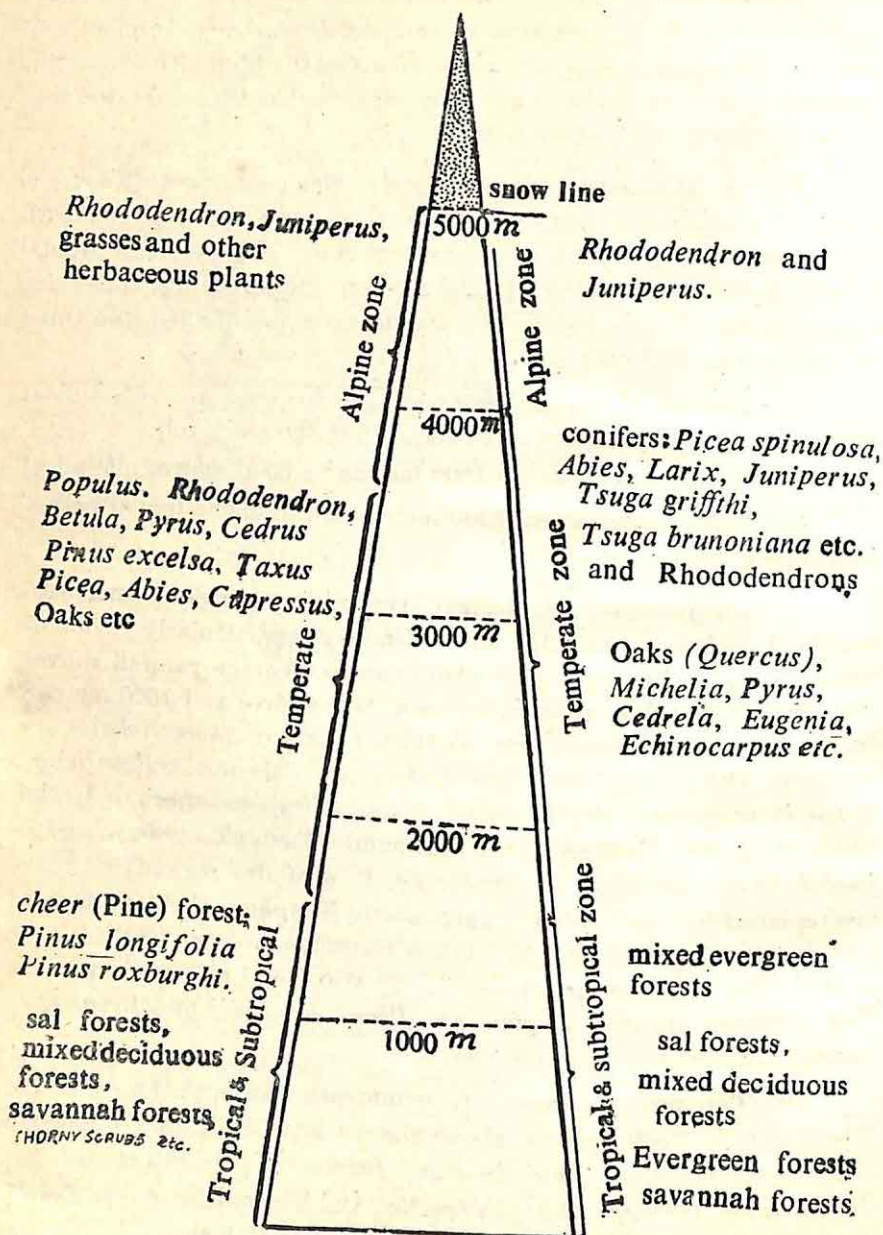 snow line
5000 m
Rhododendron, Juniperus,
grasses and other
herbaceous plants
Alpine zone
Alpine zone
Rhododendron and
Juniperus.
4000 m
conifers: Picea spinulosa,
Abies, Larix, Juniperus,
Tsuga griffthi,
Tsuga brunoniana etc.
and Rhododendrons
Populus. Rhododendron,
Betula, Pyrus, Cedrus
Pinus excelsa, Taxus
Picea, Abies, Cupressus,
Oaks etc
3000 m
Temperate zone
Temperate zone
Oaks (Quercus),
Michelia, Pyrus,
Cedrela, Eugenia,
Echinocarpus etc.
2000 m
cheer (Pine) forest;
Pinus longifolia
Pinus roxburghi.
mixed evergreen
forests
1000 m
sal forests,
mixed deciduous
forests,
savannah forests,
THORNY SCRUBS etc.
Tropical & Subtropical
Tropical & subtropical zone
sal forests,
mixed deciduous
forests
Evergreen forests
savannah forests.